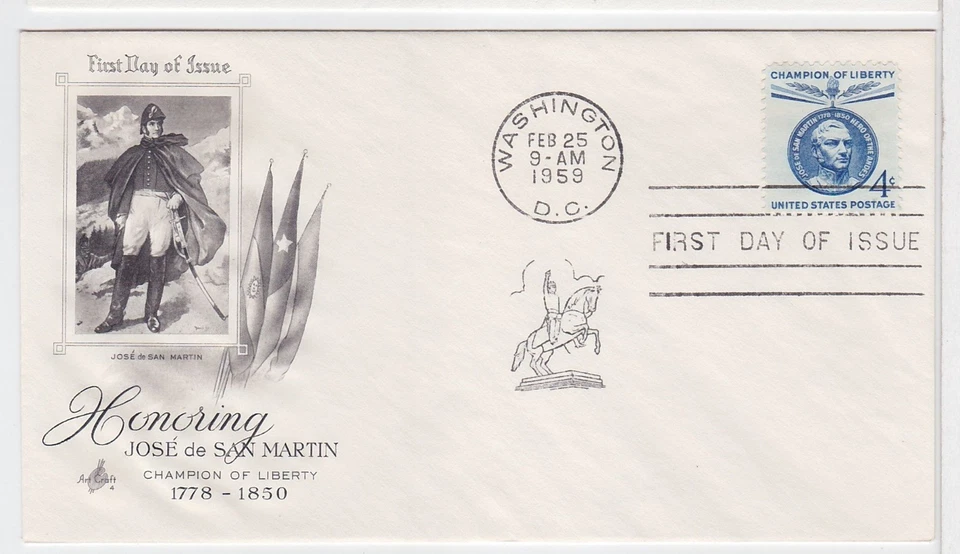 First Day of Issue
JOSÉ de SAN MARTIN
Honoring
JOSÉ de SAN MARTIN
CHAMPION OF LIBERTY
1778 - 1850
Art Craft
4
WASHINGTON
FEB 25
9-AM
1959
D.C.
CHAMPION OF LIBERTY
JOSÉ DE SAN MARTIN 1778-1850 HERO OF THE ANDES
4¢
UNITED STATES POSTAGE
FIRST DAY OF ISSUE